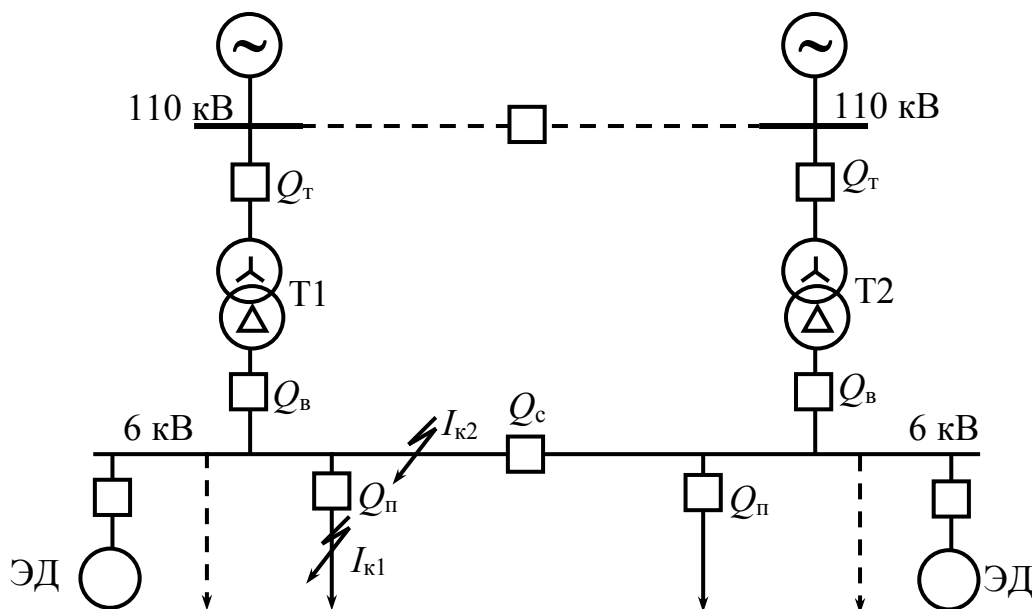 110 кВ
110 кВ
Qт
Qт
Т1
Т2
Qв
Qв
Qс
6 кВ
Iк2
6 кВ
Qп
Qп
Iк1
ЭД
ЭД